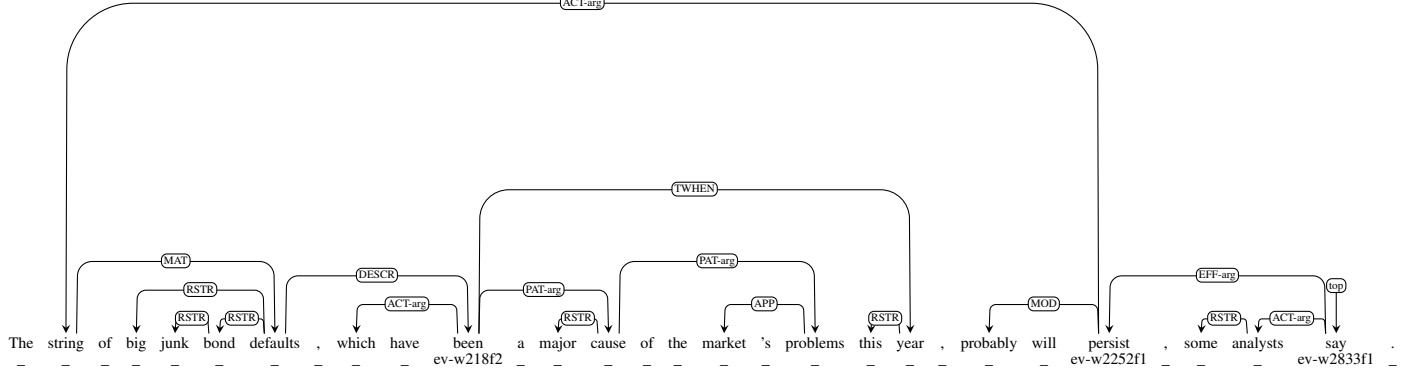 ACT-arg
TWHEN
MAT PAT-arg
DESCR EFF-arg
RSTR PAT-arg top
ACT-arg APP MOD
RSTR RSTR RSTR RSTR RSTR ACT-arg
The string of big junk bond defaults , which have been a major cause of the market 's problems this year , probably will persist , some analysts say .
ev-w218f2 ev-w2252f1 ev-w2833f1
_ _ _ _ _ _ _ _ _ _ _ _ _ _ _ _ _ _ _ _ _ _ _ _ _ _ _